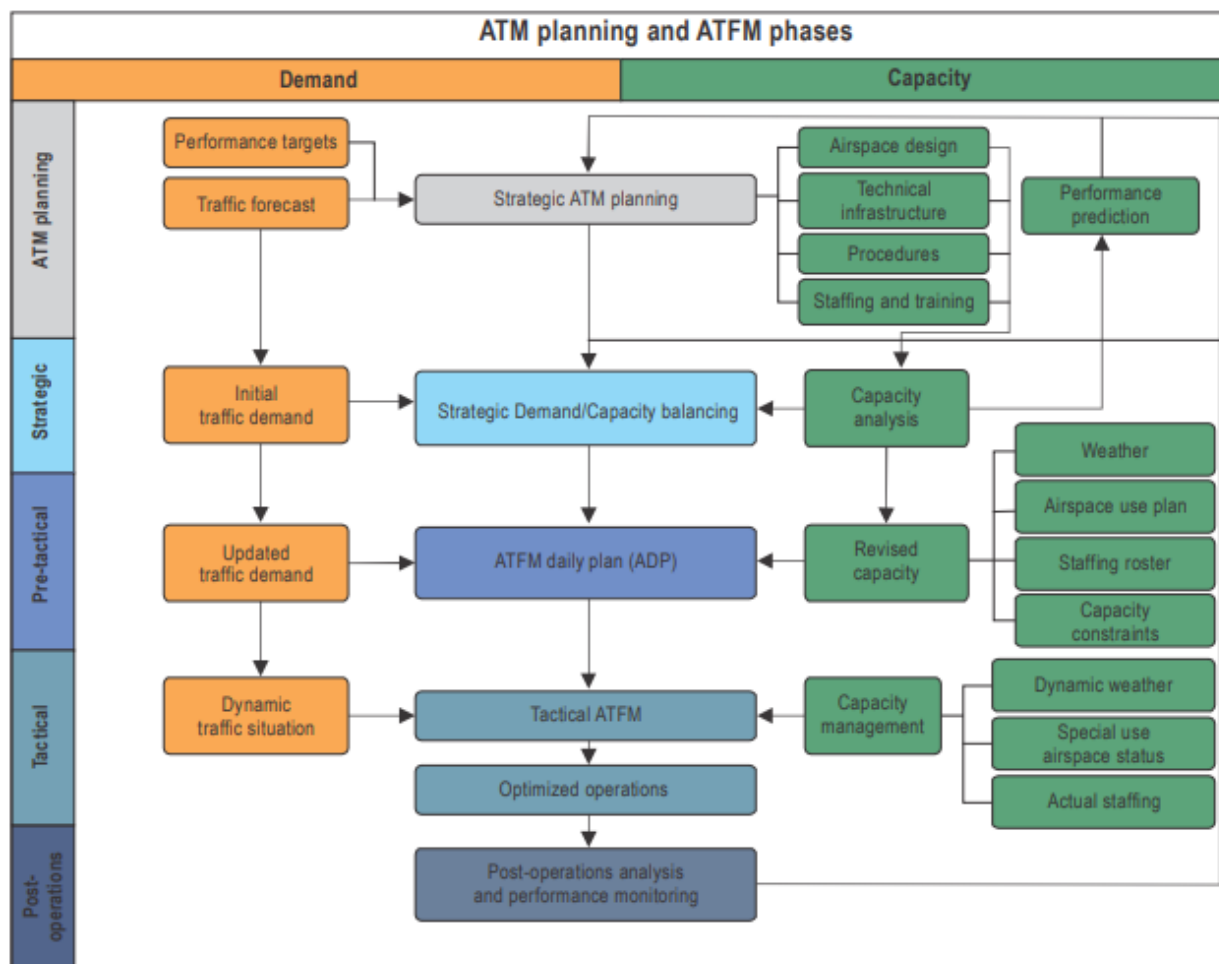 ATM planning and ATFM phases
Demand
Capacity
ATM planning
Performance targets
Traffic forecast
Strategic ATM planning
Airspace design
Technical
infrastructure
Procedures
Staffing and training
Performance
prediction
Strategic
Initial
traffic demand
Strategic Demand/Capacity balancing
Capacity
analysis
Pre-tactical
Updated
traffic demand
ATFM daily plan (ADP)
Revised
capacity
Weather
Airspace use plan
Staffing roster
Capacity
constraints
Tactical
Dynamic
traffic situation
Tactical ATFM
Optimized operations
Capacity
management
Dynamic weather
Special use
airspace status
Actual staffing
Post-
operations
Post-operations analysis
and performance monitoring